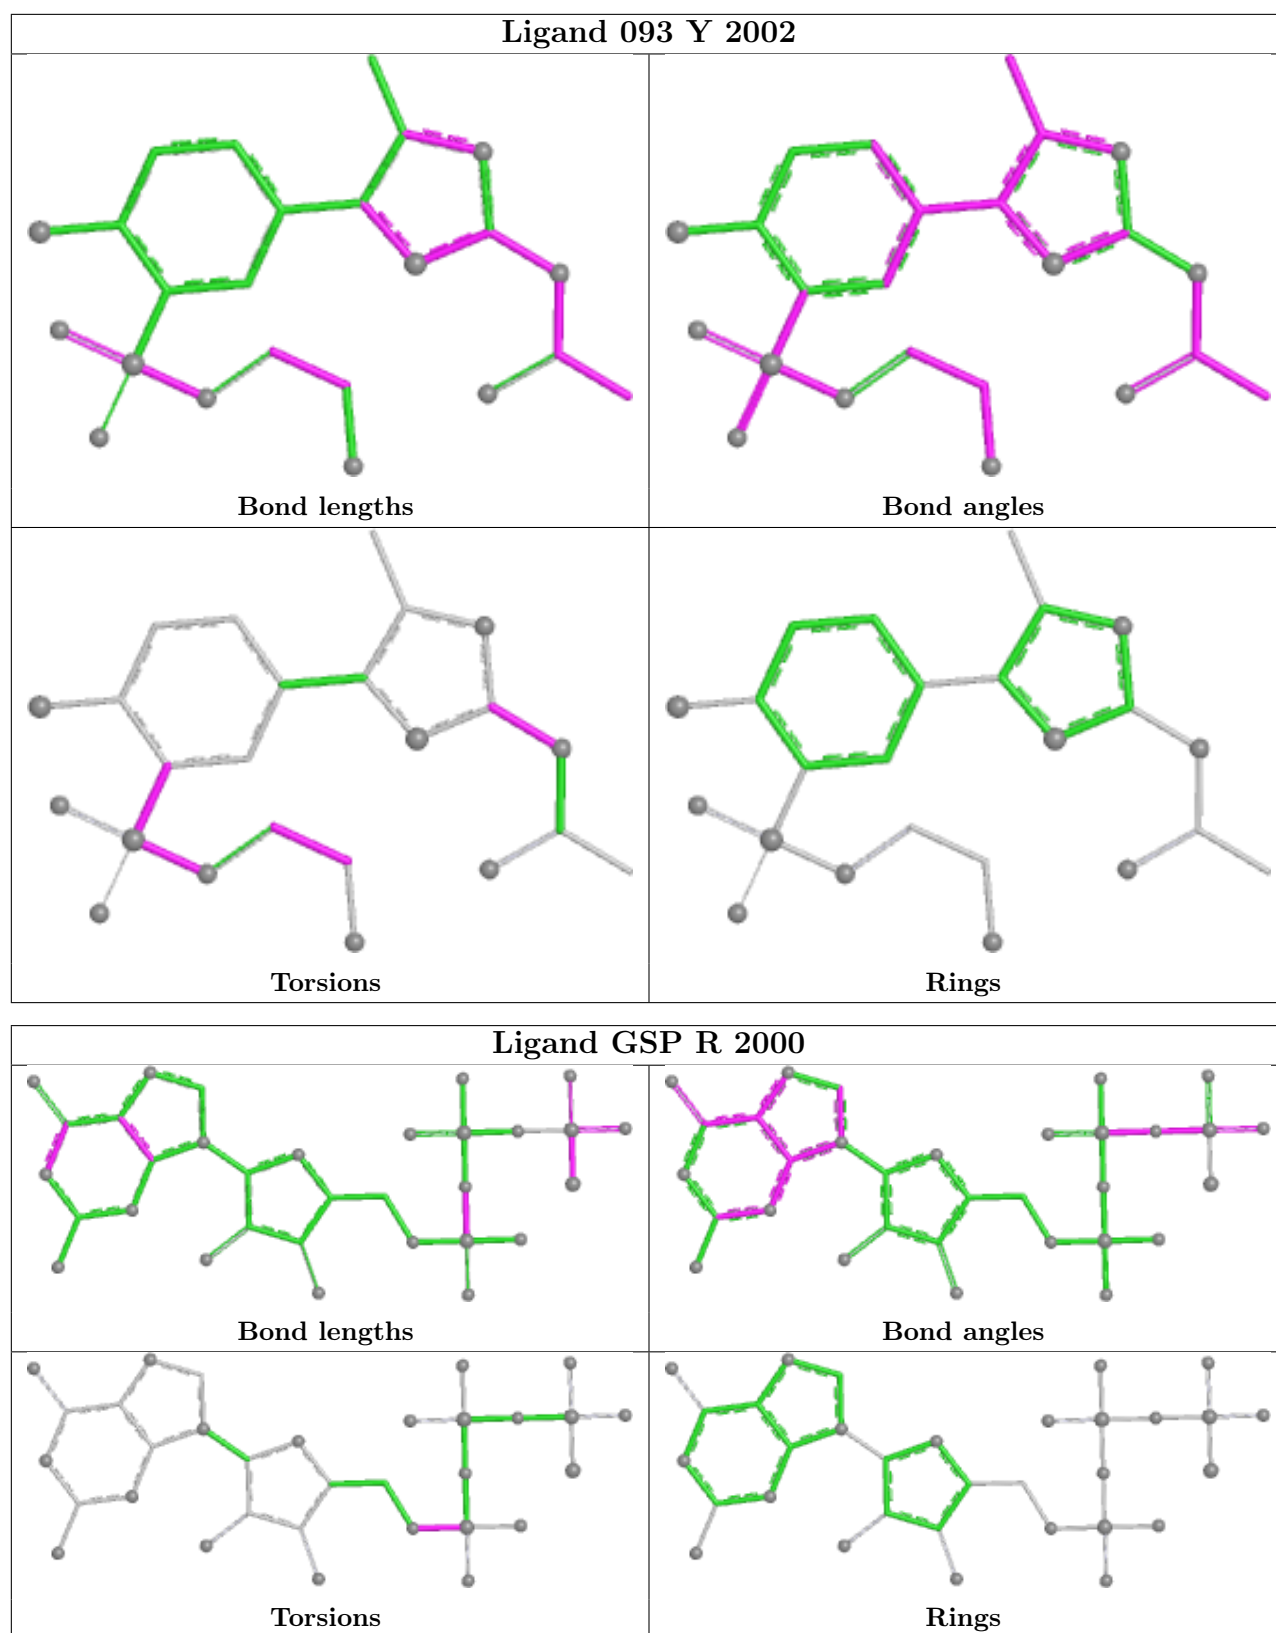 Ligand 093 Y 2002
Bond lengths
Bond angles
Torsions
Rings
Ligand GSP R 2000
Bond lengths
Bond angles
Torsions
Rings